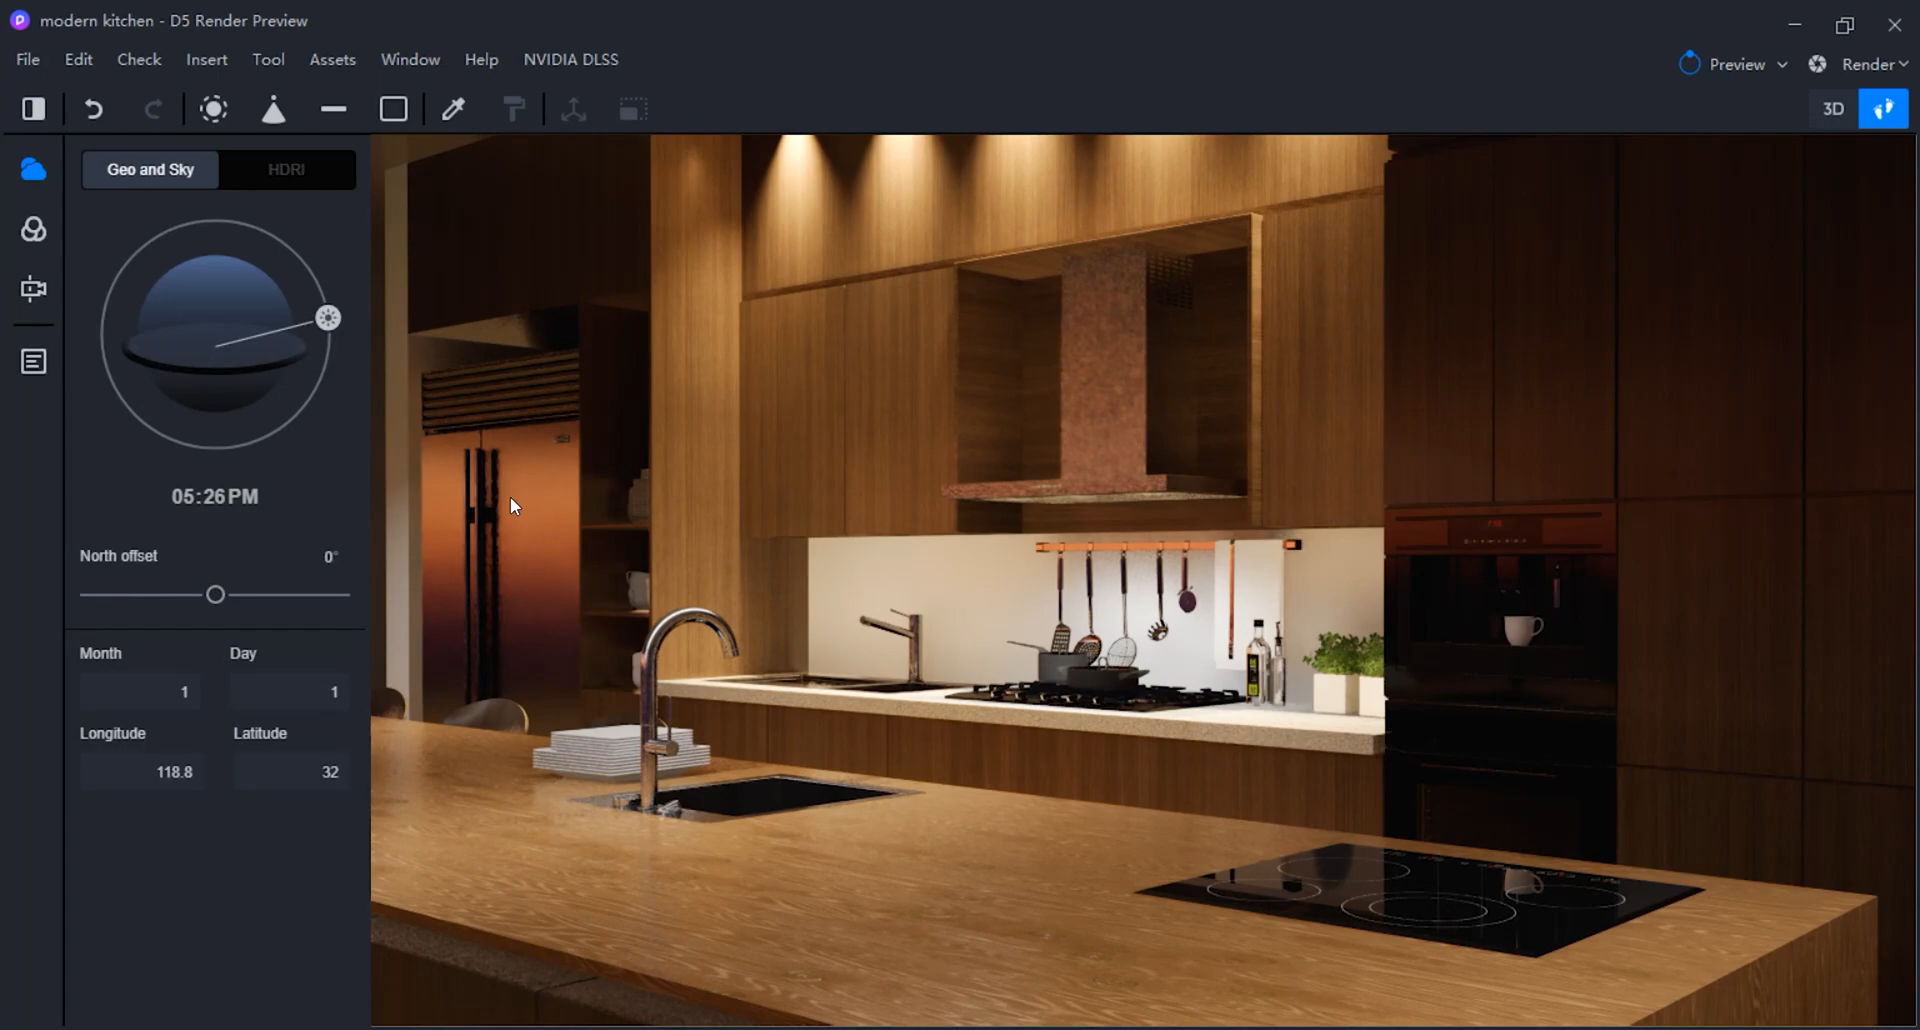 modern kitchen - D5 Render Preview
File Edit Check Insert Tool Assets Window Help NVIDIA DLSS
Preview Render
3D
Geo and Sky HDRI
05:26PM
North offset 0°
Month Day
1 1
Longitude Latitude
118.8 32